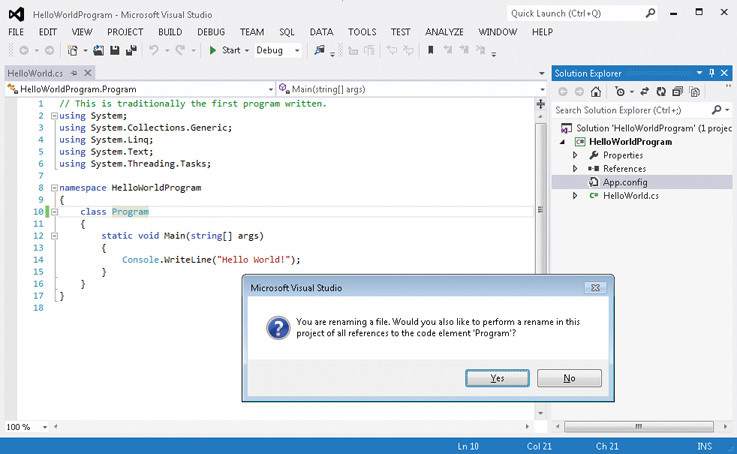 HelloWorldProgram - Microsoft Visual Studio
Quick Launch (Ctrl+Q)
FILE EDIT VIEW PROJECT BUILD DEBUG TEAM SQL DATA TOOLS TEST ANALYZE WINDOW HELP
Start Debug
HelloWorld.cs
HelloWorldProgram.Program
Main(string[] args)
1 // This is traditionally the first program written.
2 using System;
3 using System.Collections.Generic;
4 using System.Linq;
5 using System.Text;
6 using System.Threading.Tasks;
7
8 namespace HelloWorldProgram
9 {
10 class Program
11 {
12 static void Main(string[] args)
13 {
14 Console.WriteLine("Hello World!");
15 }
16 }
17 }
18
Microsoft Visual Studio
You are renaming a file. Would you also like to perform a rename in this
project of all references to the code element 'Program'?
Yes No
Solution Explorer
Search Solution Explorer (Ctrl+;)
Solution 'HelloWorldProgram' (1 projec
HelloWorldProgram
Properties
References
App.config
C# HelloWorld.cs
100 %
Ln 10 Col 21 Ch 21 INS